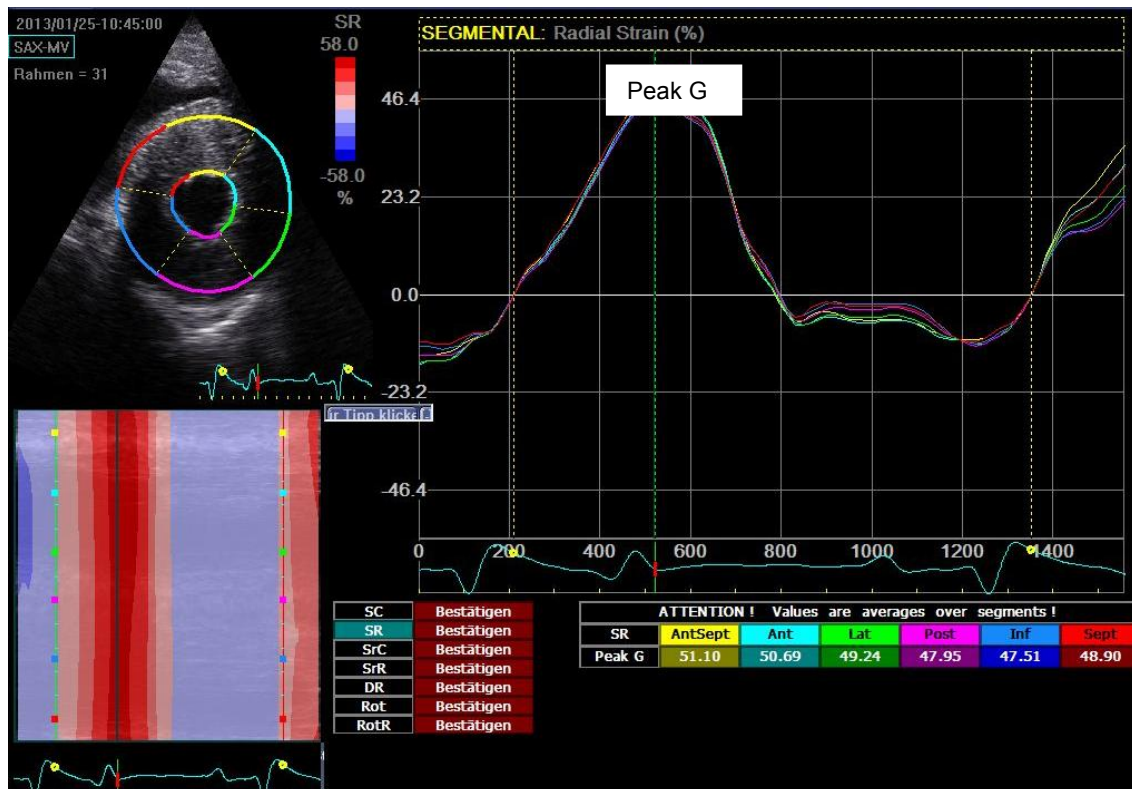 2013/01/25-10:45:00
SAX-MV
Rahmen = 31
SR
58.0
-58.0
%
SEGMENTAL: Radial Strain (%)
Peak G
46.4
23.2
0.0
-23.2
-46.4
0 200 400 600 800 1000 1200 1400
Tipp klicke
SC Bestätigen
SR Bestätigen
SrC Bestätigen
SrR Bestätigen
DR Bestätigen
Rot Bestätigen
RotR Bestätigen
ATTENTION ! Values are averages over segments !
SR AntSept Ant Lat Post Inf Sept
Peak G 51.10 50.69 49.24 47.95 47.51 48.90